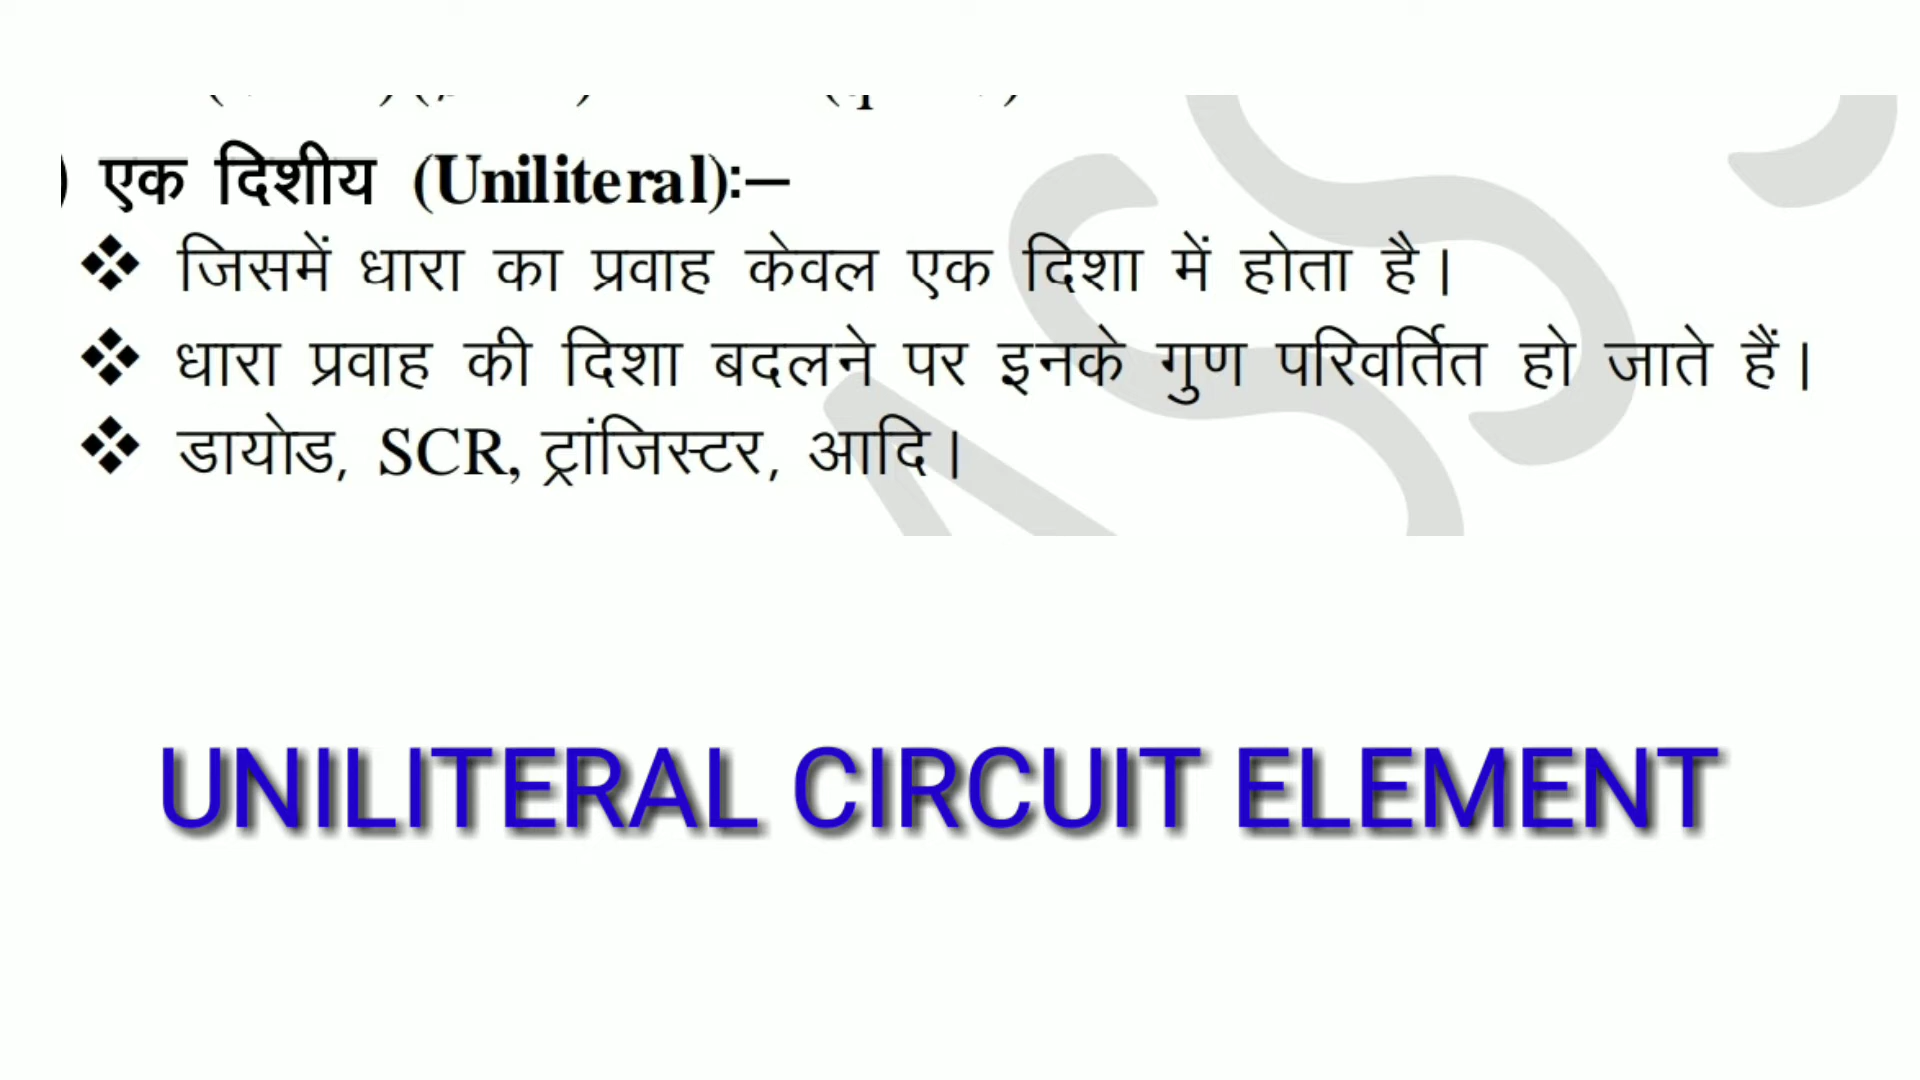 ) एक दिशीय (Uniliteral):–
❖ जिसमें धारा का प्रवाह केवल एक दिशा में होता है।
❖ धारा प्रवाह की दिशा बदलने पर इनके गुण परिवर्तित हो जाते हैं।
❖ डायोड, SCR, ट्रांजिस्टर, आदि।
UNILITERAL CIRCUIT ELEMENT